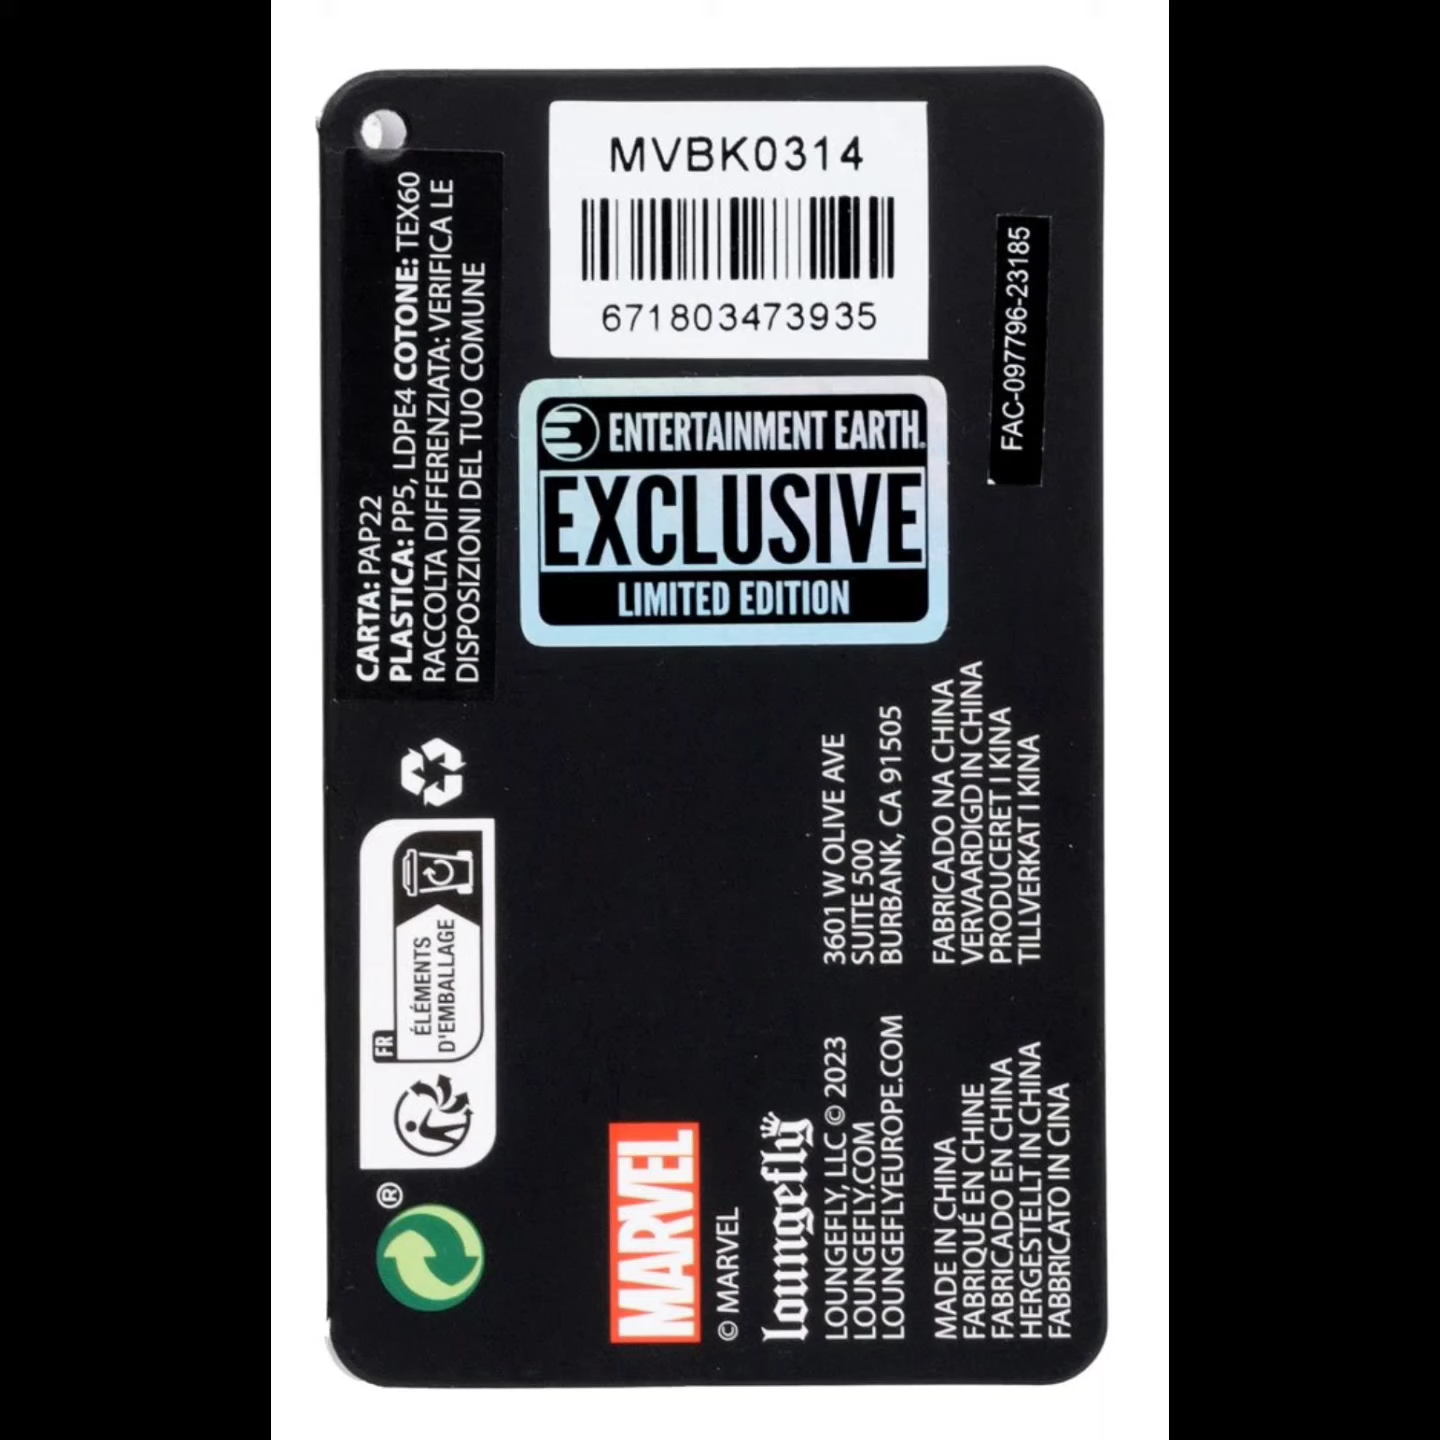 MVBK0314
671803473935
FAC-097796-23185
ENTERTAINMENT EARTH
EXCLUSIVE
LIMITED EDITION
CARTA: PAP22
PLASTICA: PP5, LDPE4 COTONE: TEX60
RACCOLTA DIFFERENZIATA: VERIFICA LE
DISPOSIZIONI DEL TUO COMUNE
FR
ÉLÉMENTS
D'EMBALLAGE
®
MARVEL
© MARVEL
loungefly
LOUNGEFLY, LLC © 2023
LOUNGEFLY.COM
LOUNGEFLYEUROPE.COM
3601 W OLIVE AVE
SUITE 500
BURBANK, CA 91505
MADE IN CHINA
FABRIQUÉ EN CHINE
FABRICADO EN CHINA
HERGESTELLT IN CHINA
FABBRICATO IN CINA
FABRICADO NA CHINA
VERVAARDIGD IN CHINA
PRODUCERET I KINA
TILLVERKAT I KINA